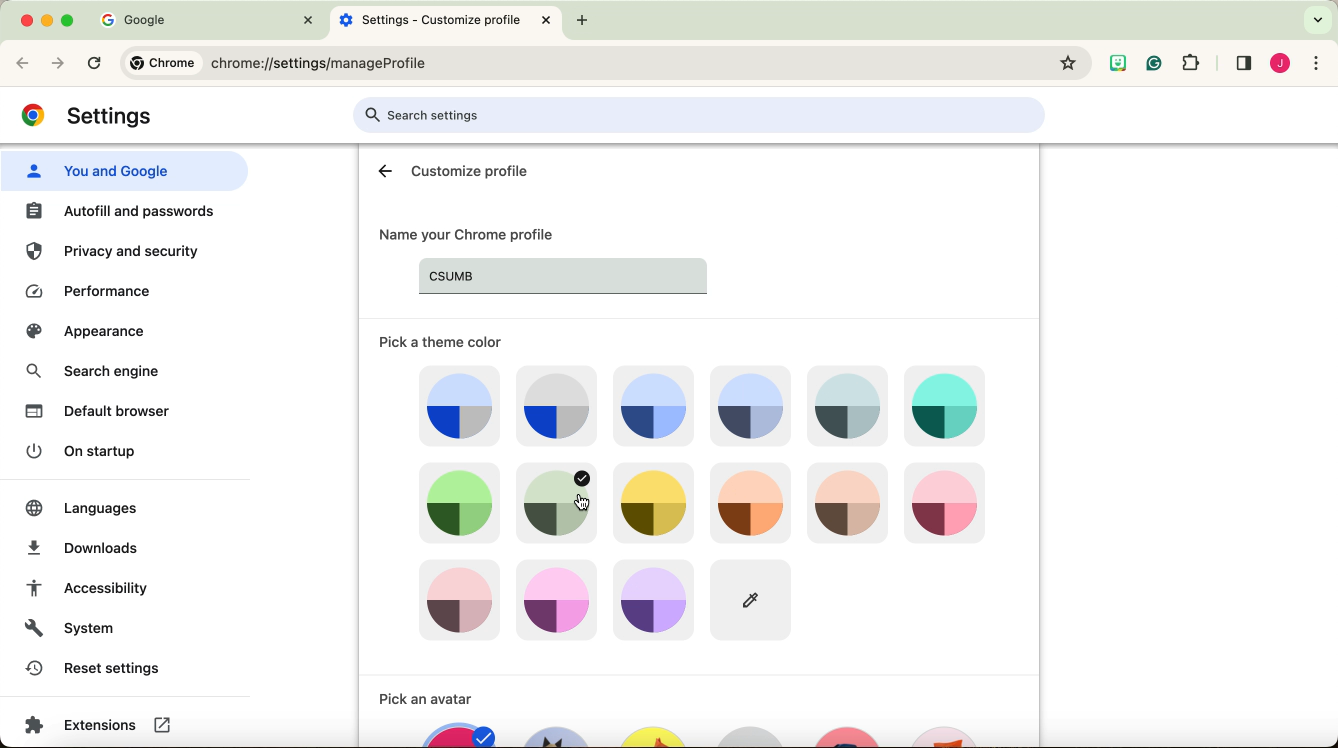 Google
Settings - Customize profile
Chrome
chrome://settings/manageProfile
J
Settings
Search settings
You and Google
Autofill and passwords
Privacy and security
Performance
Appearance
Search engine
Default browser
On startup
Languages
Downloads
Accessibility
System
Reset settings
Extensions
Customize profile
Name your Chrome profile
CSUMB
Pick a theme color
Pick an avatar